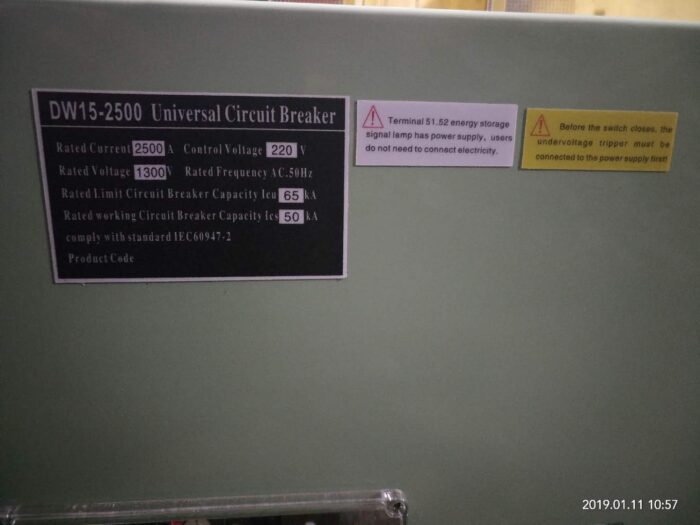 DW15-2500 Universal Circuit Breaker
Rated Current 2500 A Control Voltage 220 V
Rated Voltage 1300 V Rated Frequency AC.50Hz
Rated Limit Circuit Breaker Capacity Icu 65 kA
Rated working Circuit Breaker Capacity Ics 50 kA
comply with standard IEC60947-2
Product Code
Terminal 51.52 energy storage
signal lamp has power supply, users
do not need to connect electricity.
Before the switch closes, the
undervoltage tripper must be
connected to the power supply first!
2019.01.11 10:57